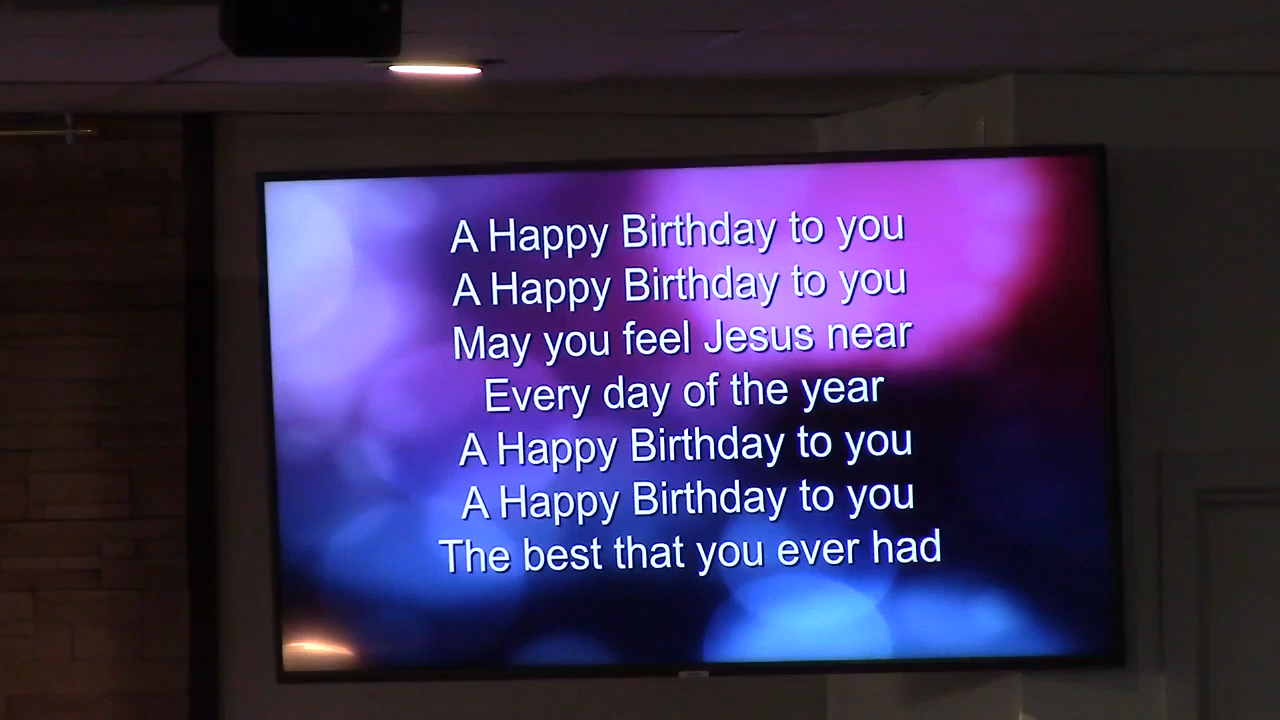 A Happy Birthday to you
A Happy Birthday to you
May you feel Jesus near
Every day of the year
A Happy Birthday to you
A Happy Birthday to you
The best that you ever had